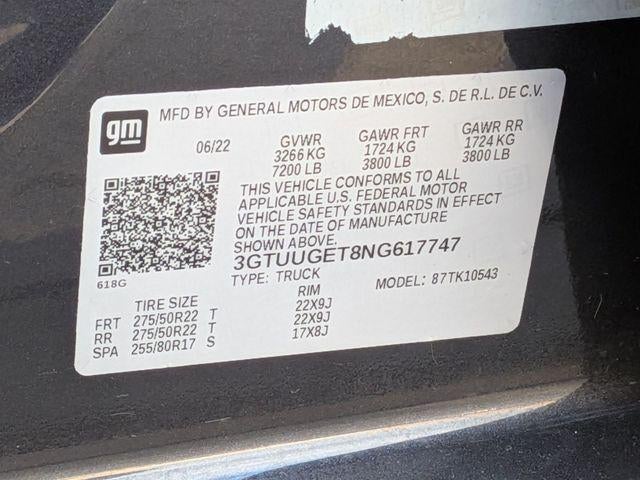 gm
MFD BY GENERAL MOTORS DE MEXICO, S. DE R.L. DE C.V.
06/22 GVWR GAWR FRT GAWR RR
3266 KG 1724 KG 1724 KG
7200 LB 3800 LB 3800 LB
THIS VEHICLE CONFORMS TO ALL
APPLICABLE U.S. FEDERAL MOTOR
VEHICLE SAFETY STANDARDS IN EFFECT
ON THE DATE OF MANUFACTURE
SHOWN ABOVE.
3GTUUGET8NG617747
618G
TYPE: TRUCK MODEL: 87TK10543
TIRE SIZE RIM
FRT 275/50R22 T 22X9J
RR 275/50R22 T 22X9J
SPA 255/80R17 S 17X8J